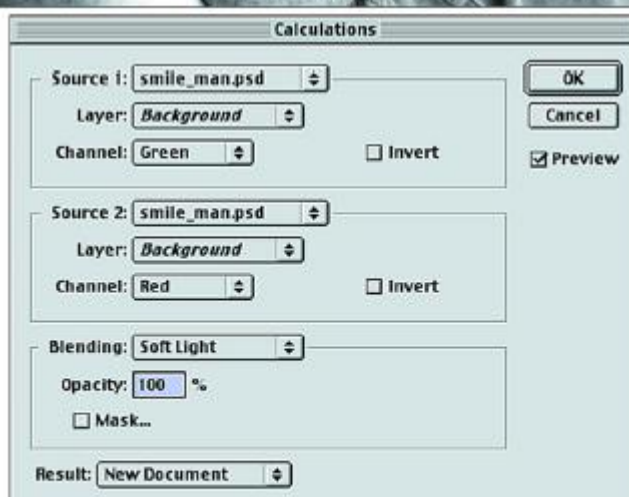 Calculations
Source 1: smile_man.psd
Layer: Background
Channel: Green
Invert
OK
Cancel
Preview
Source 2: smile_man.psd
Layer: Background
Channel: Red
Invert
Blending: Soft Light
Opacity: 100 %
Mask...
Result: New Document